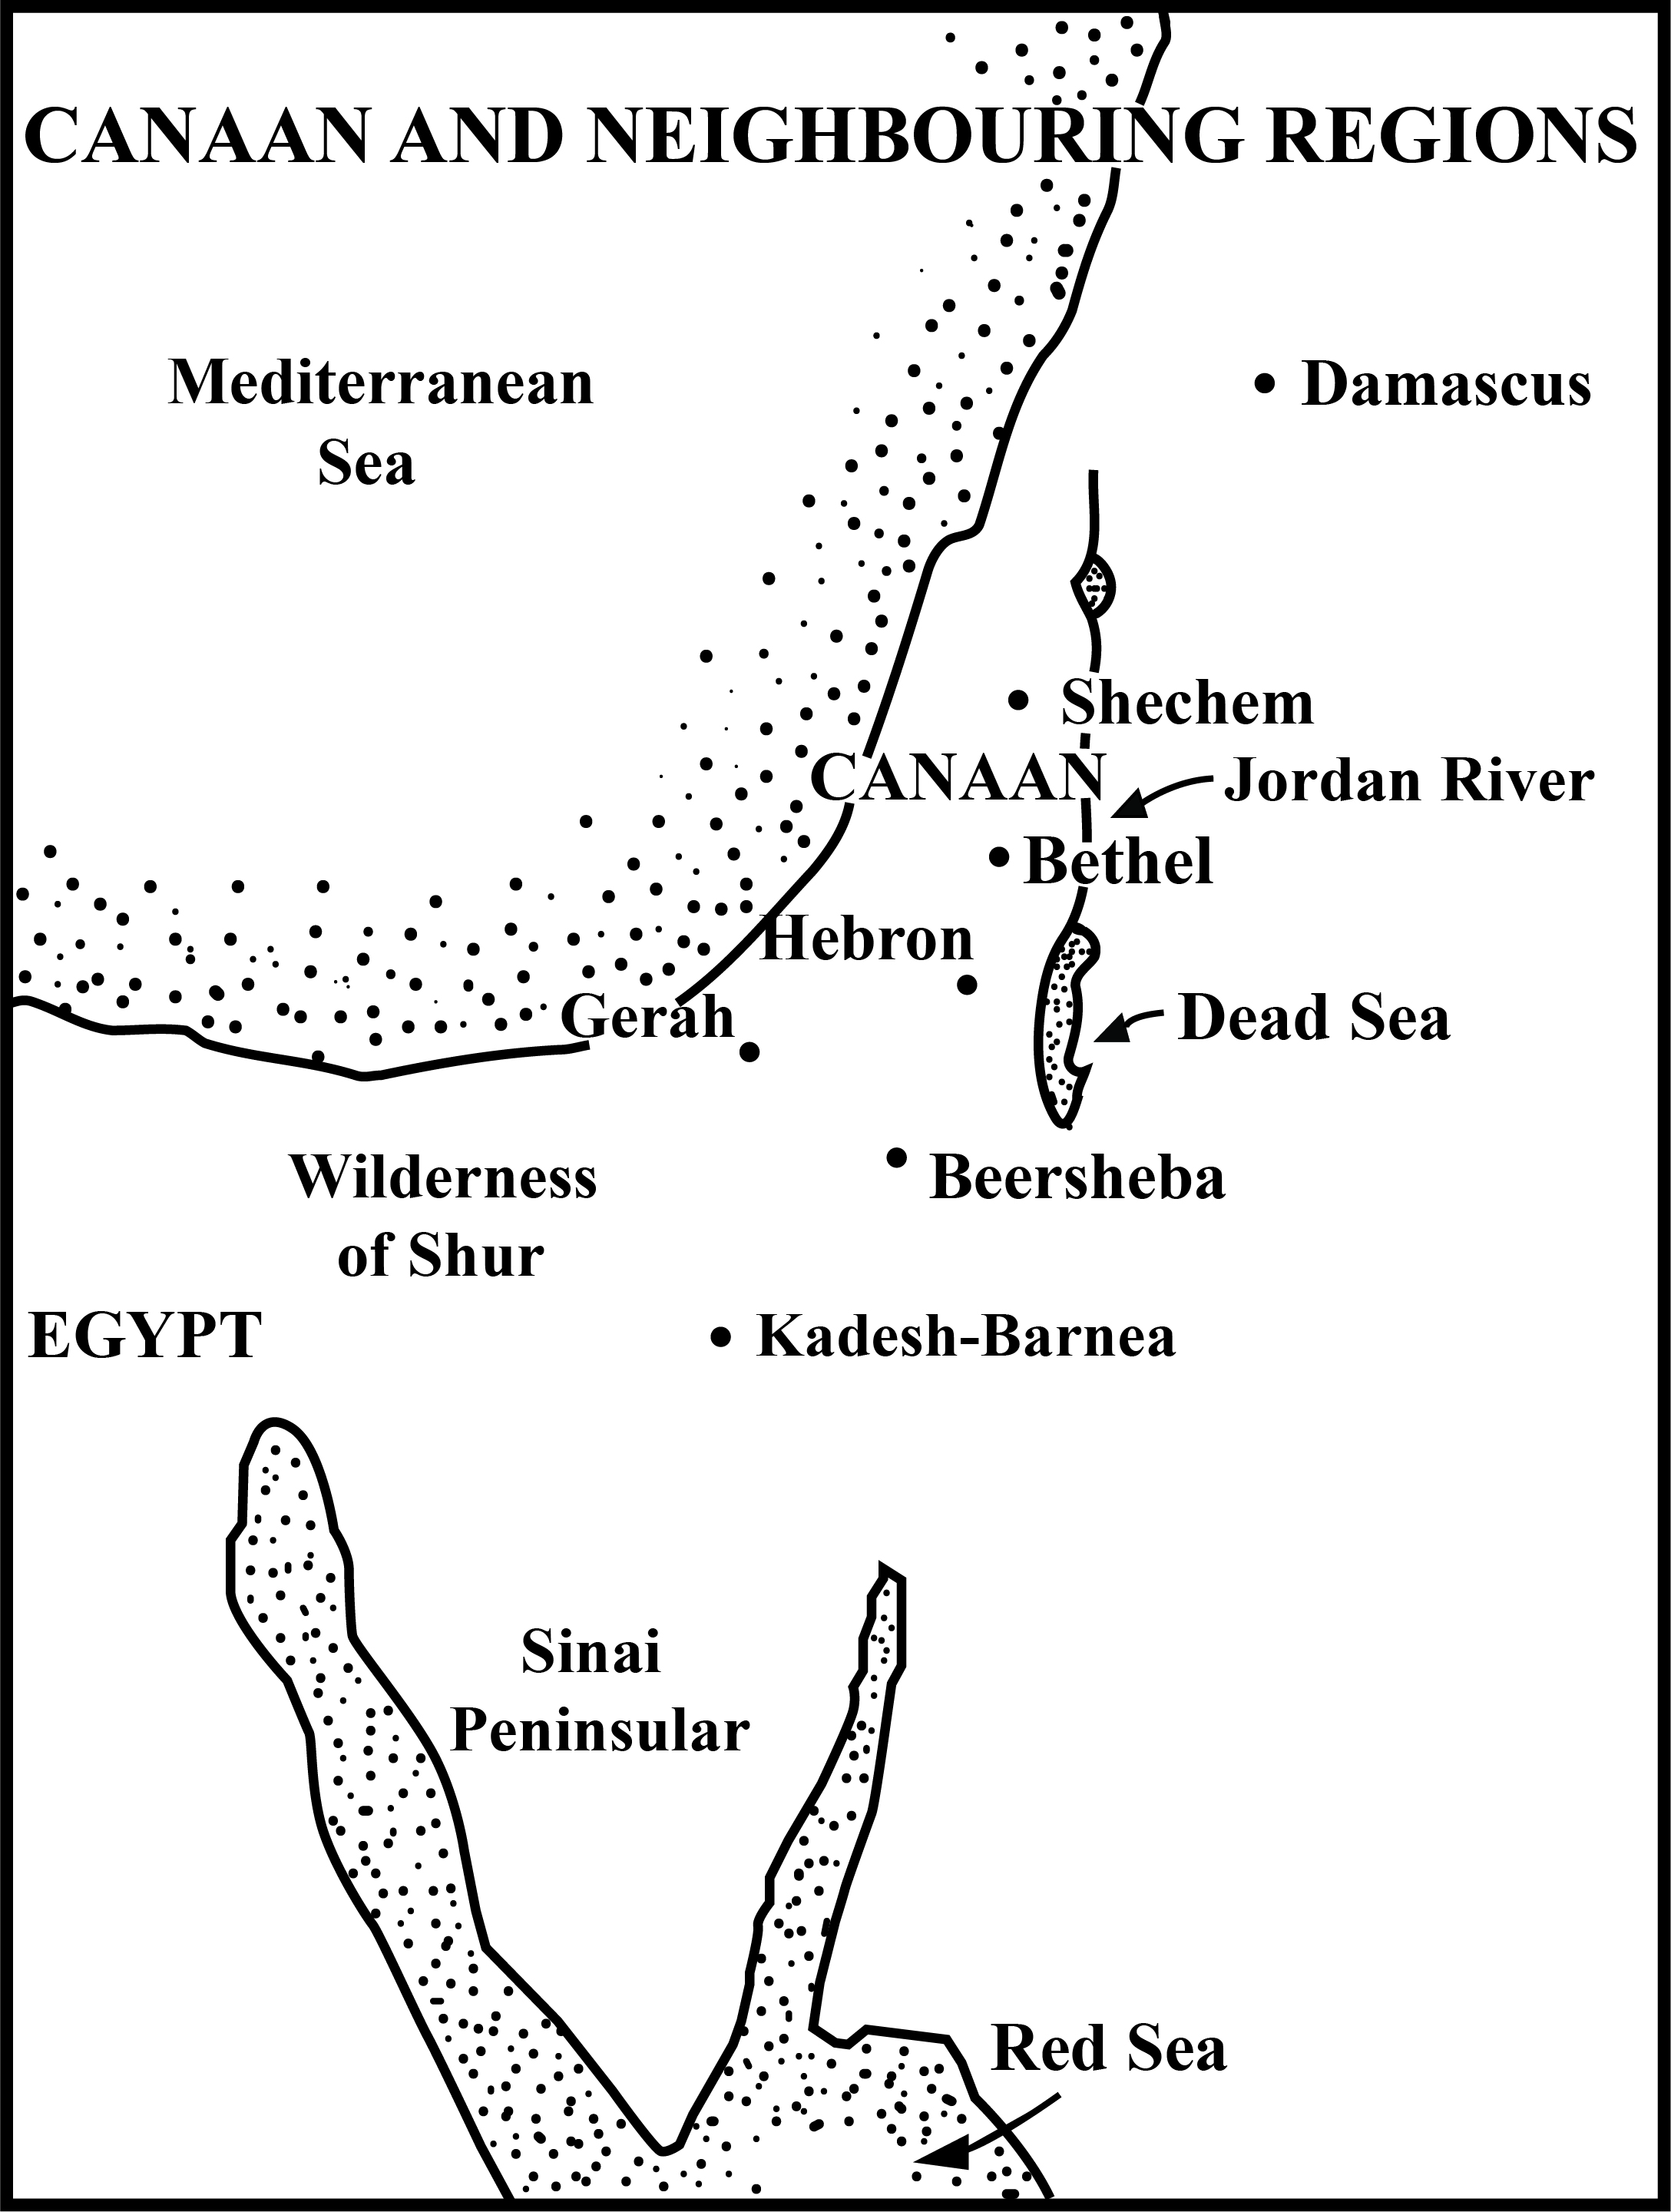 CANAAN AND NEIGHBOURING REGIONS
Mediterranean
Sea
Damascus
Shechem
CANAAN
Jordan River
Bethel
Hebron
Gerah
Dead Sea
Wilderness
of Shur
Beersheba
EGYPT
Kadesh-Barnea
Sinai
Peninsular
Red Sea